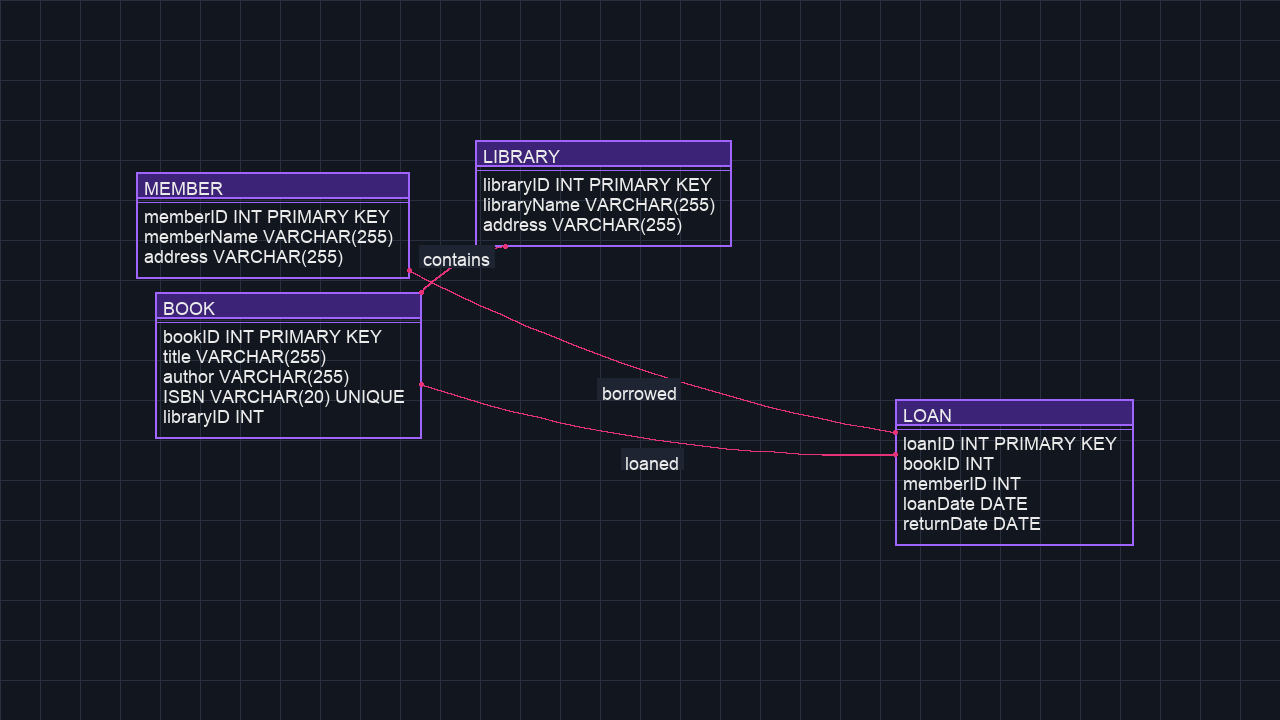 LIBRARY
libraryID INT PRIMARY KEY
libraryName VARCHAR(255)
address VARCHAR(255)
MEMBER
memberID INT PRIMARY KEY
memberName VARCHAR(255)
address VARCHAR(255)
contains
BOOK
bookID INT PRIMARY KEY
title VARCHAR(255)
author VARCHAR(255)
ISBN VARCHAR(20) UNIQUE
libraryID INT
borrowed
loaned
LOAN
loanID INT PRIMARY KEY
bookID INT
memberID INT
loanDate DATE
returnDate DATE